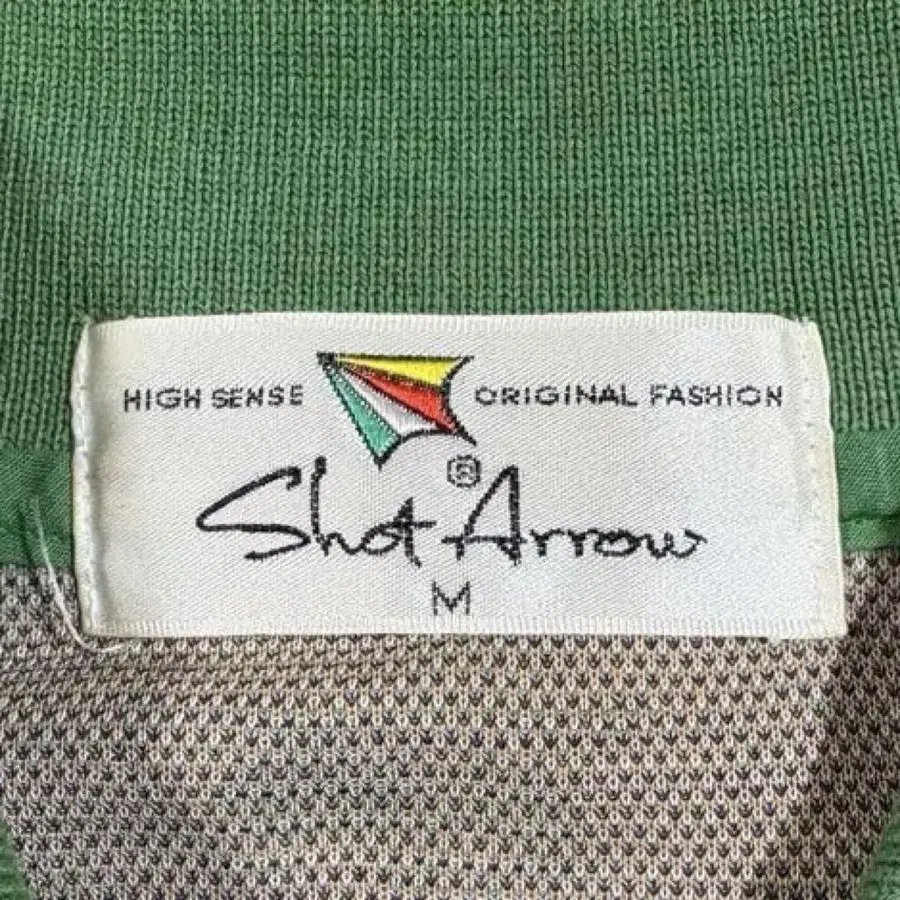 HIGH SENSE ORIGINAL FASHION
®
Shot Arrow
M